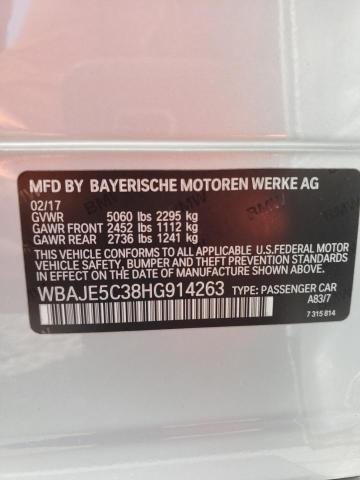 MFD BY BAYERISCHE MOTOREN WERKE AG
02/17
GVWR 5060 lbs 2295 kg
GAWR FRONT 2452 lbs 1112 kg
GAWR REAR 2736 lbs 1241 kg
THIS VEHICLE CONFORMS TO ALL APPLICABLE U.S.FEDERAL MOTOR
VEHICLE SAFETY, BUMPER AND THEFT PREVENTION STANDARDS
IN EFFECT ON THE DATE OF MANUFACTURE SHOWN ABOVE.
WBAJE5C38HG914263 TYPE: PASSENGER CAR
A83/7
7 315 814